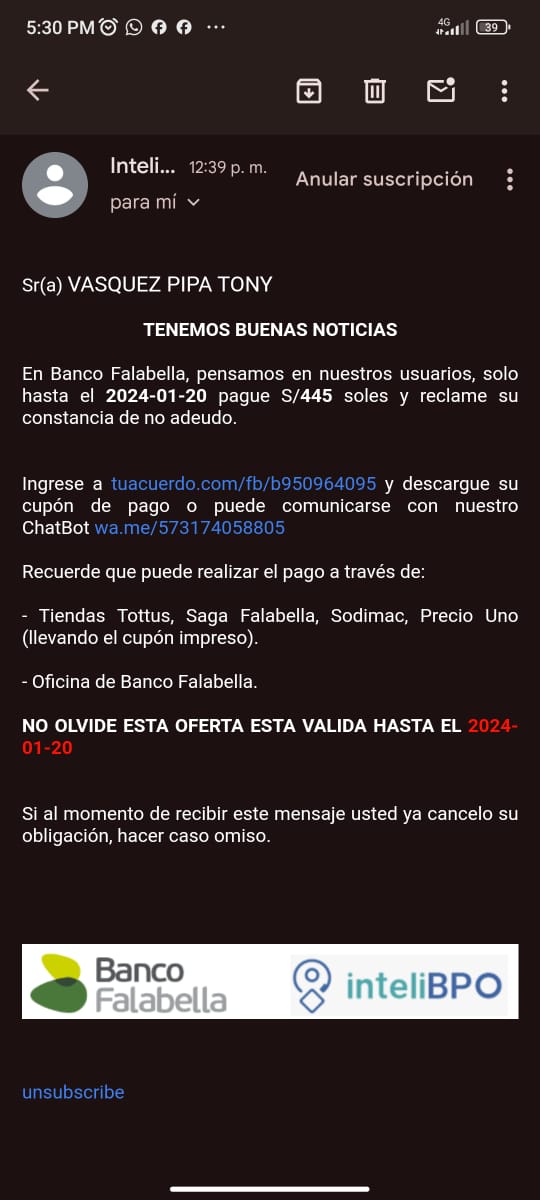 5:30 PM
4G
39
Inteli... 12:39 p. m.
Anular suscripción
para mí
Sr(a) VASQUEZ PIPA TONY
TENEMOS BUENAS NOTICIAS
En Banco Falabella, pensamos en nuestros usuarios, solo
hasta el 2024-01-20 pague S/445 soles y reclame su
constancia de no adeudo.
Ingrese a tuacuerdo.com/fb/b950964095 y descargue su
cupón de pago o puede comunicarse con nuestro
ChatBot wa.me/573174058805
Recuerde que puede realizar el pago a través de:
- Tiendas Tottus, Saga Falabella, Sodimac, Precio Uno
(llevando el cupón impreso).
- Oficina de Banco Falabella.
NO OLVIDE ESTA OFERTA ESTA VALIDA HASTA EL 2024-
01-20
Si al momento de recibir este mensaje usted ya cancelo su
obligación, hacer caso omiso.
Banco
Falabella
inteliBPO
unsubscribe